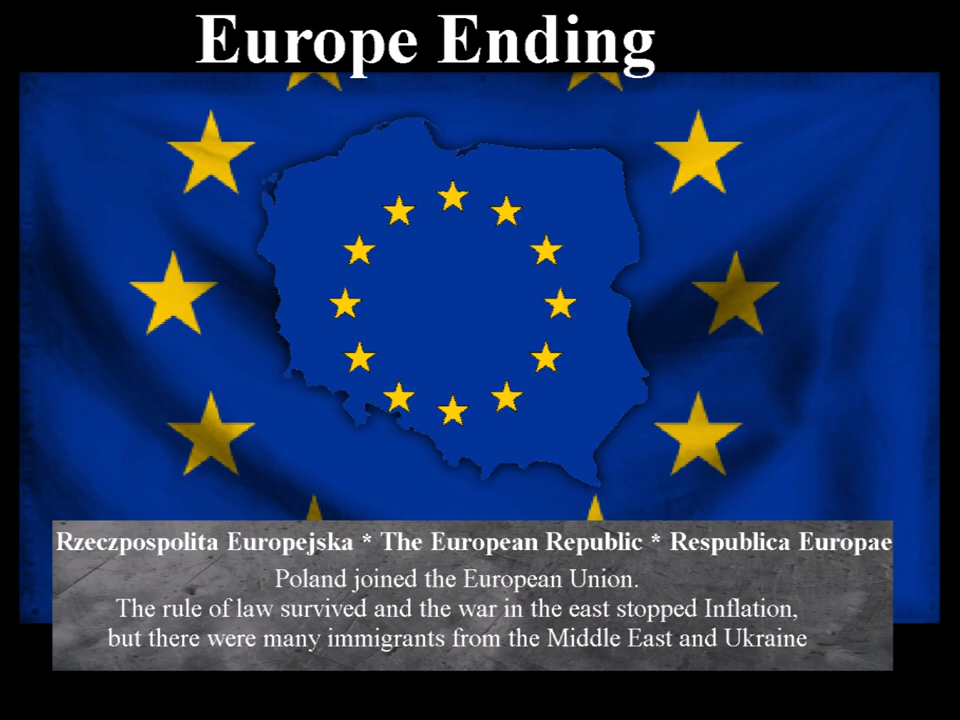 Europe Ending
Rzeczpospolita Europejska * The European Republic * Respublica Europae
Poland joined the European Union.
The rule of law survived and the war in the east stopped Inflation,
but there were many immigrants from the Middle East and Ukraine